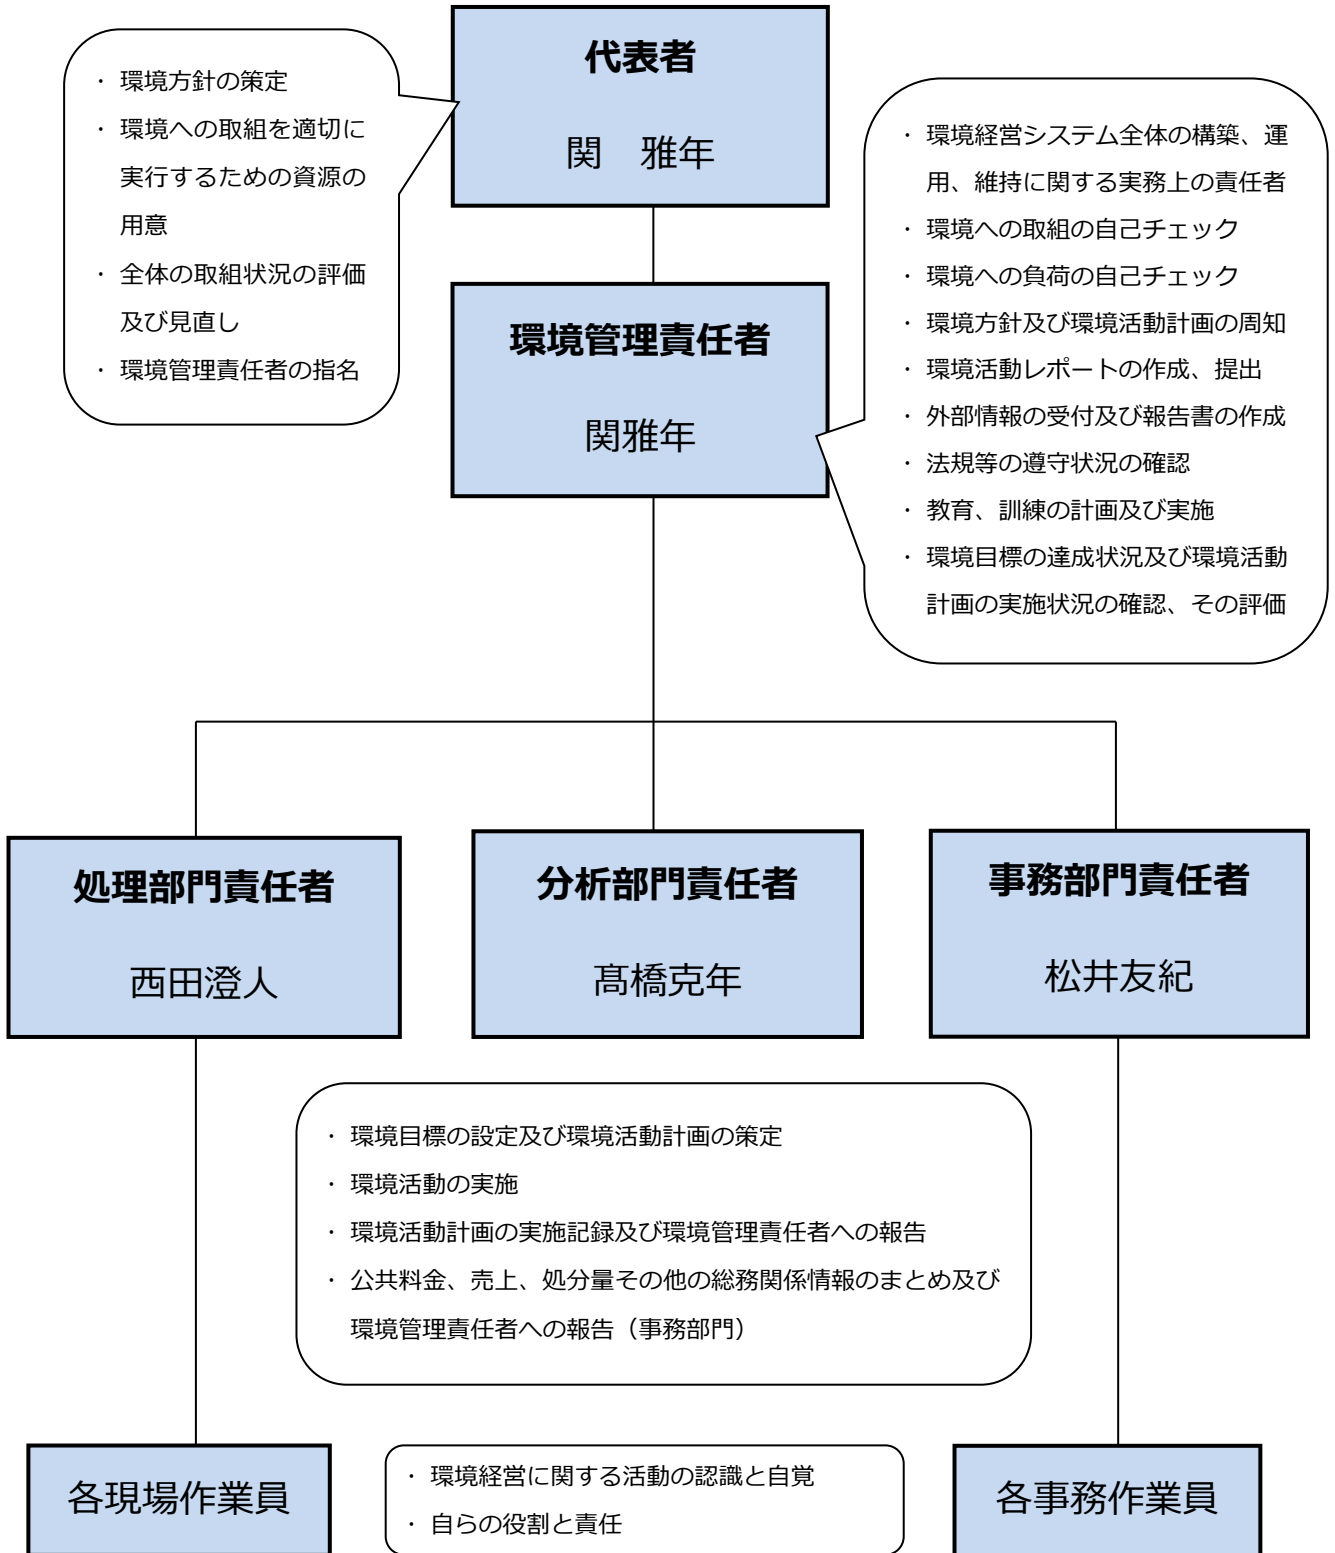 代表者
関　雅年
・ 環境方針の策定
・ 環境への取組を適切に
実行するための資源の
用意
・ 全体の取組状況の評価
及び見直し
・ 環境管理責任者の指名
・ 環境経営システム全体の構築、運
用、維持に関する実務上の責任者
・ 環境への取組の自己チェック
・ 環境への負荷の自己チェック
・ 環境方針及び環境活動計画の周知
・ 環境活動レポートの作成、提出
・ 外部情報の受付及び報告書の作成
・ 法規等の遵守状況の確認
・ 教育、訓練の計画及び実施
・ 環境目標の達成状況及び環境活動
計画の実施状況の確認、その評価
環境管理責任者
関雅年
処理部門責任者
西田澄人
分析部門責任者
髙橋克年
事務部門責任者
松井友紀
・ 環境目標の設定及び環境活動計画の策定
・ 環境活動の実施
・ 環境活動計画の実施記録及び環境管理責任者への報告
・ 公共料金、売上、処分量その他の総務関係情報のまとめ及び
環境管理責任者への報告（事務部門）
各現場作業員
・ 環境経営に関する活動の認識と自覚
・ 自らの役割と責任
各事務作業員